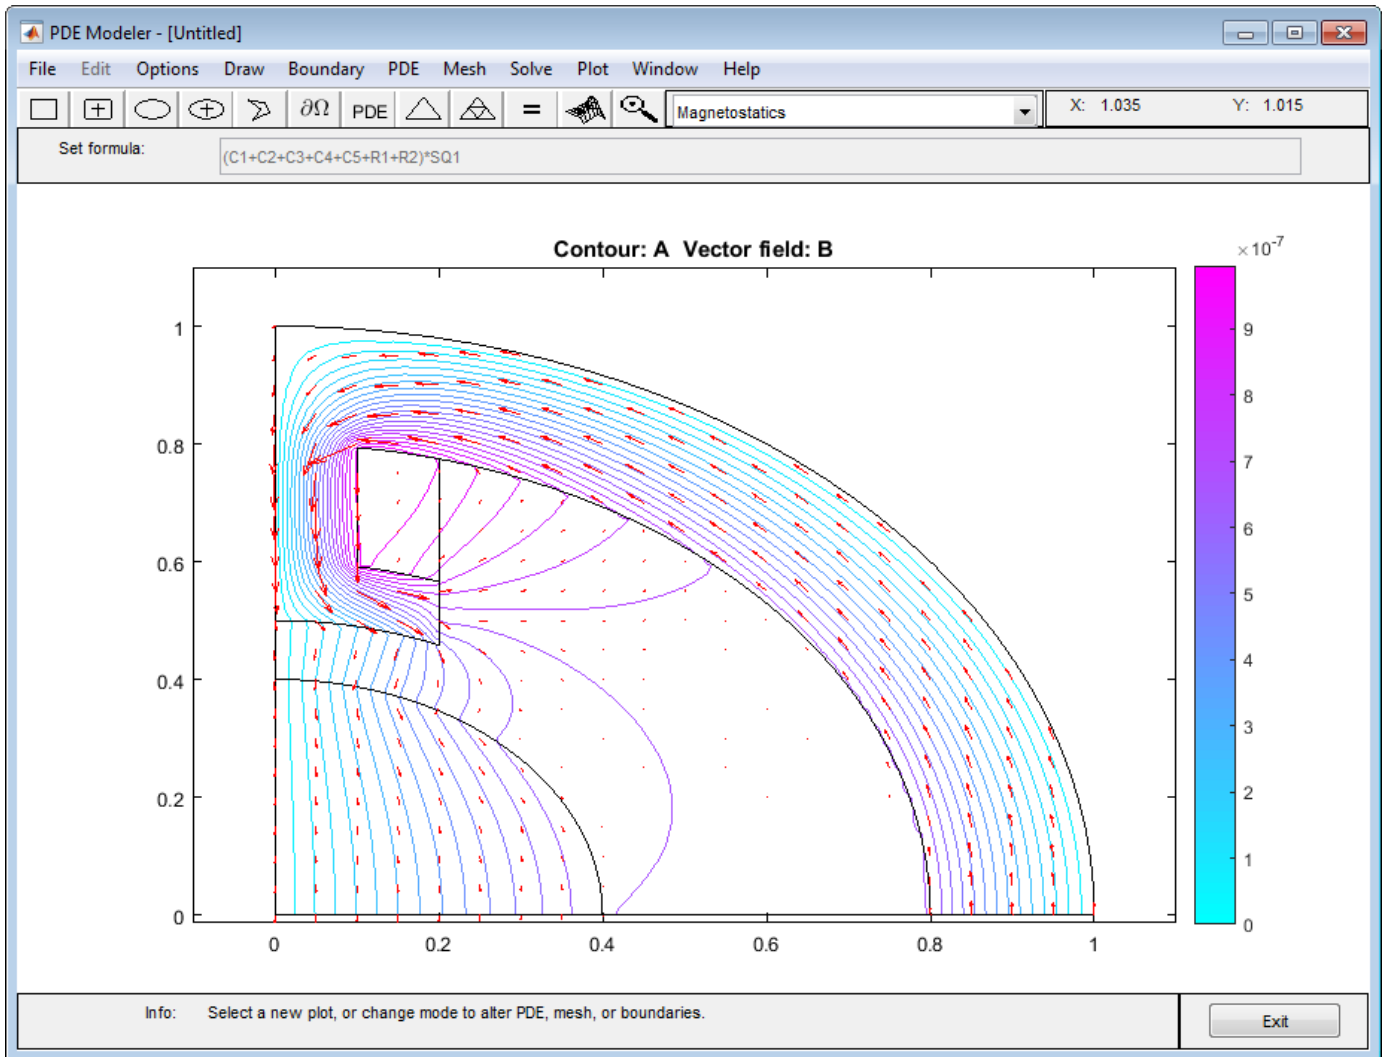 PDE Modeler - [Untitled]
File Edit Options Draw Boundary PDE Mesh Solve Plot Window Help
∂Ω PDE = Magnetostatics X: 1.035 Y: 1.015
Set formula: (C1+C2+C3+C4+C5+R1+R2)*SQ1
Contour: A Vector field: B
×10-7
1
0.8
0.6
0.4
0.2
0
0 0.2 0.4 0.6 0.8 1
9
8
7
6
5
4
3
2
1
0
Info: Select a new plot, or change mode to alter PDE, mesh, or boundaries.
Exit